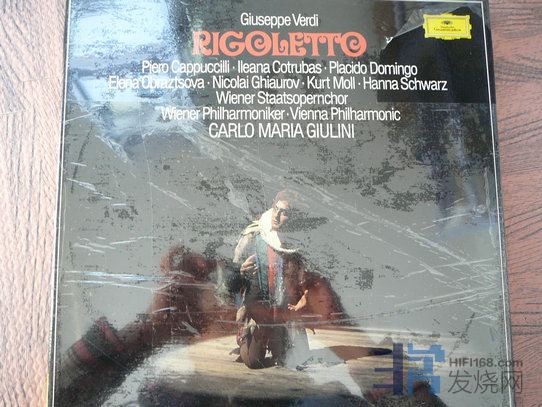 Giuseppe Verdi
RIGOLETTO
Piero Cappuccilli · Ileana Cotrubas · Placido Domingo
Elena Obraztsova · Nicolai Ghiaurov · Kurt Moll · Hanna Schwarz
Wiener Staatsopernchor
Wiener Philharmoniker · Vienna Philharmonic
CARLO MARIA GIULINI
HIFI168.com
发烧网